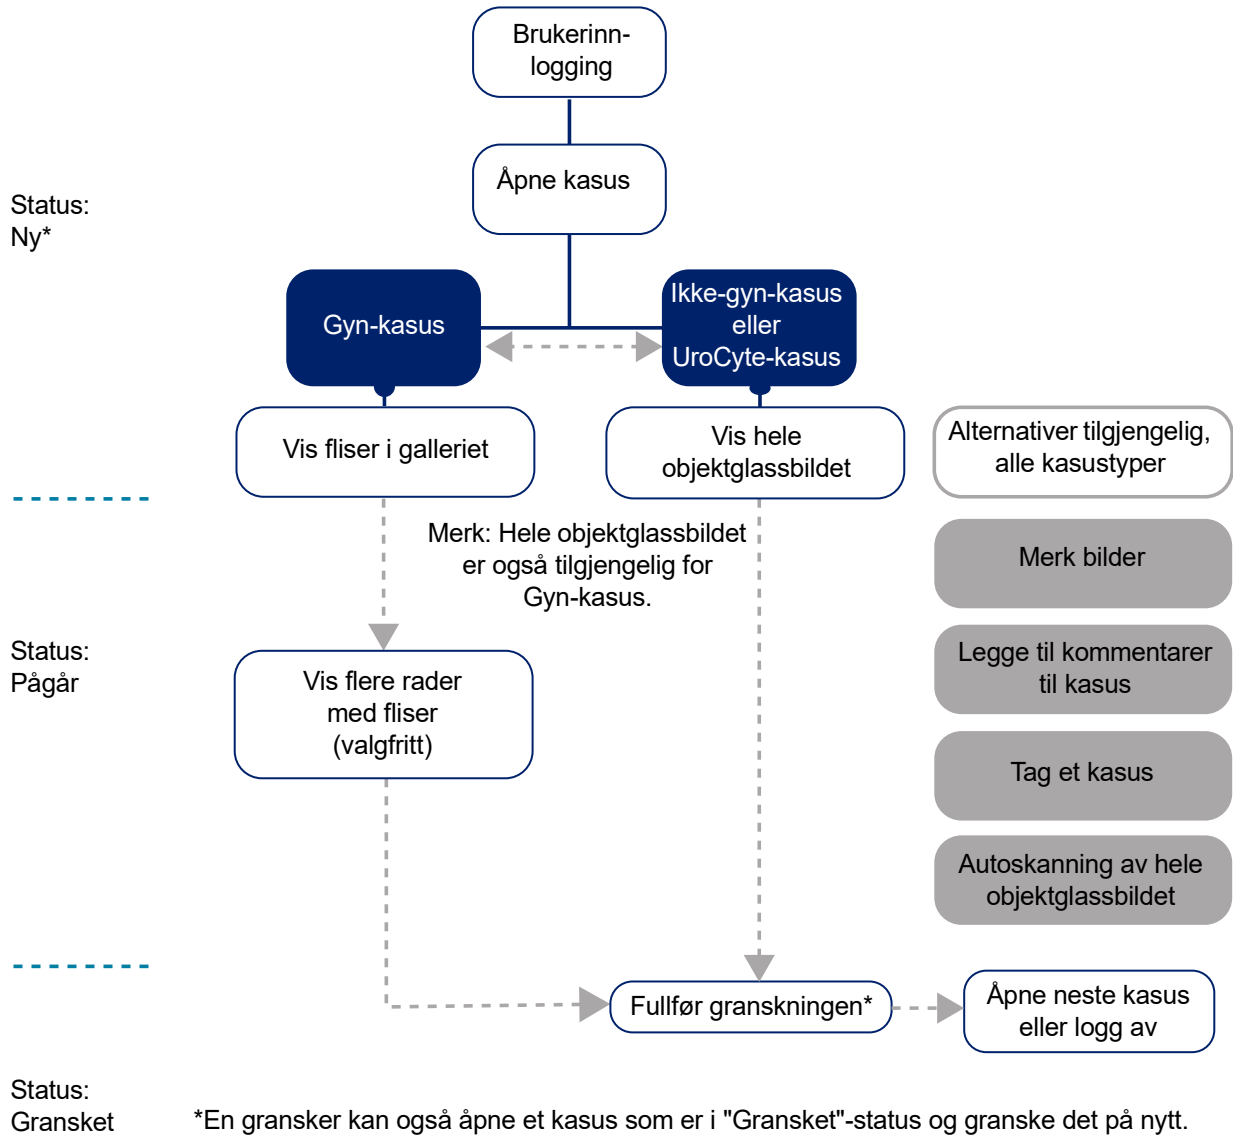 Brukerinn-
logging
Åpne kasus
Status:
Ny*
Gyn-kasus
Ikke-gyn-kasus
eller
UroCyte-kasus
Vis fliser i galleriet
Vis hele
objektglassbildet
Alternativer tilgjengelig,
alle kasustyper
Merk: Hele objektglassbildet
er også tilgjengelig for
Gyn-kasus.
Merk bilder
Status:
Pågår
Vis flere rader
med fliser
(valgfritt)
Legge til kommentarer
til kasus
Tag et kasus
Autoskanning av hele
objektglassbildet
Fullfør granskningen*
Åpne neste kasus
eller logg av
Status:
Gransket
*En gransker kan også åpne et kasus som er i "Gransket"-status og granske det på nytt.